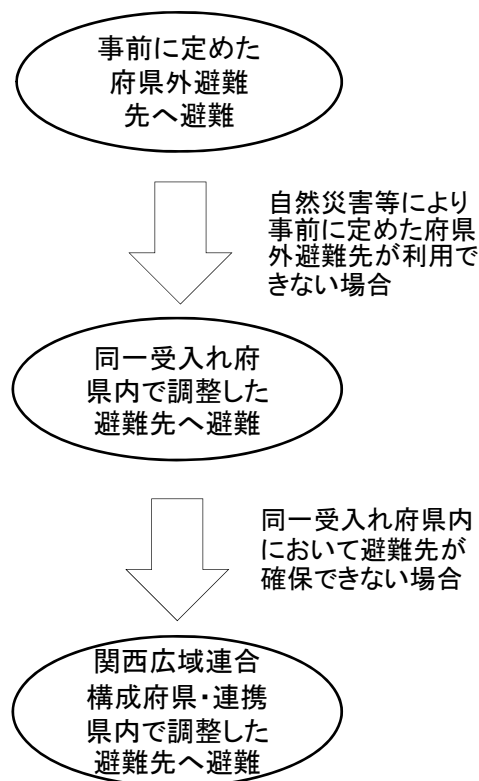 事前に定めた
府県外避難
先へ避難
自然災害等により
事前に定めた府県
外避難先が利用で
きない場合
同一受入れ府
県内で調整した
避難先へ避難
同一受入れ府県内
において避難先が
確保できない場合
関西広域連合
構成府県・連携
県内で調整した
避難先へ避難